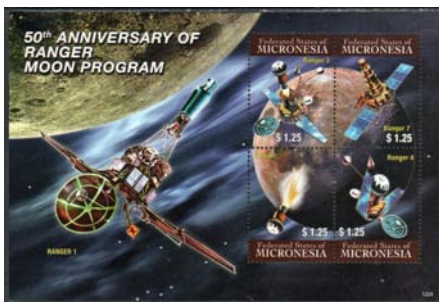 50th ANNIVERSARY OF
RANGER
MOON PROGRAM
RANGER 1
Federated States of
MICRONESIA
Ranger 3
$ 1.25
Federated States of
MICRONESIA
Ranger 7
$ 1.25
$ 1.25
Federated States of
MICRONESIA
Ranger 4
$ 1.25
Federated States of
MICRONESIA